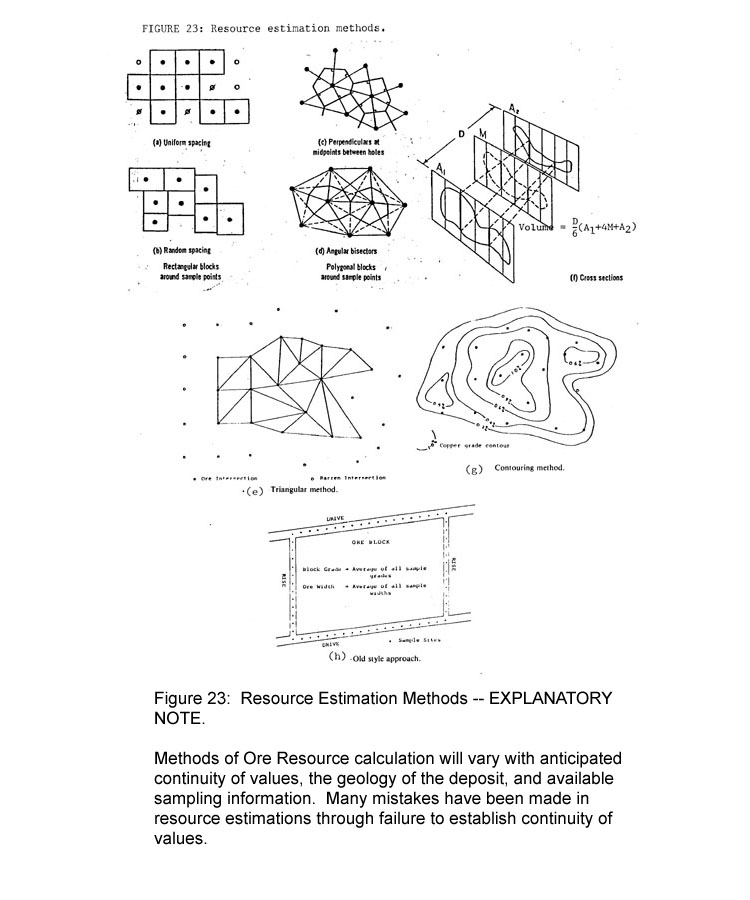 FIGURE 23: Resource estimation methods.
(a) Uniform spacing
(c) Perpendiculars at
midpoints between holes
(b) Random spacing
Rectangular blocks
around sample points
(d) Angular bisectors
Polygonal blocks
around sample points
A2
D M
A1
Volume = D/6 (A1+4M+A2)
(f) Cross sections
Ore Intersection
Barren Intersection
(e) Triangular method.
Copper grade contour
(g) Contouring method.
DRIVE
ORE BLOCK
RISE
RISE
Block Grade = Average of all sample
grades
Ore Width = Average of all sample
widths
DRIVE
Sample Sites
(h) Old style approach.
Figure 23: Resource Estimation Methods -- EXPLANATORY
NOTE.
Methods of Ore Resource calculation will vary with anticipated
continuity of values, the geology of the deposit, and available
sampling information. Many mistakes have been made in
resource estimations through failure to establish continuity of
values.